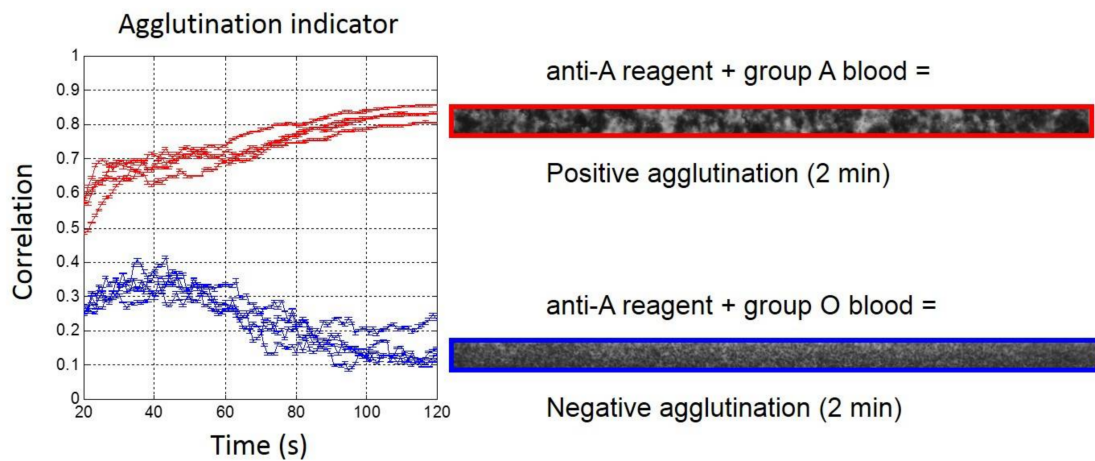 Agglutination indicator
1
0.9
0.8
0.7
0.6
0.5
0.4
0.3
0.2
0.1
0
Correlation
20 40 60 80 100 120
Time (s)
anti-A reagent + group A blood =
Positive agglutination (2 min)
anti-A reagent + group O blood =
Negative agglutination (2 min)